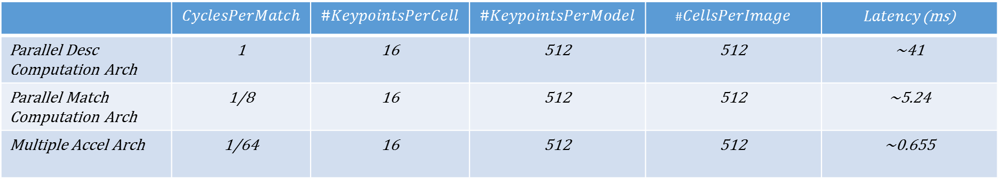 CyclesPerMatch #KeypointsPerCell #KeypointsPerModel #CellsPerImage Latency (ms)
Parallel Desc
Computation Arch 1 16 512 512 ~41
Parallel Match
Computation Arch 1/8 16 512 512 ~5.24
Multiple Accel Arch 1/64 16 512 512 ~0.655